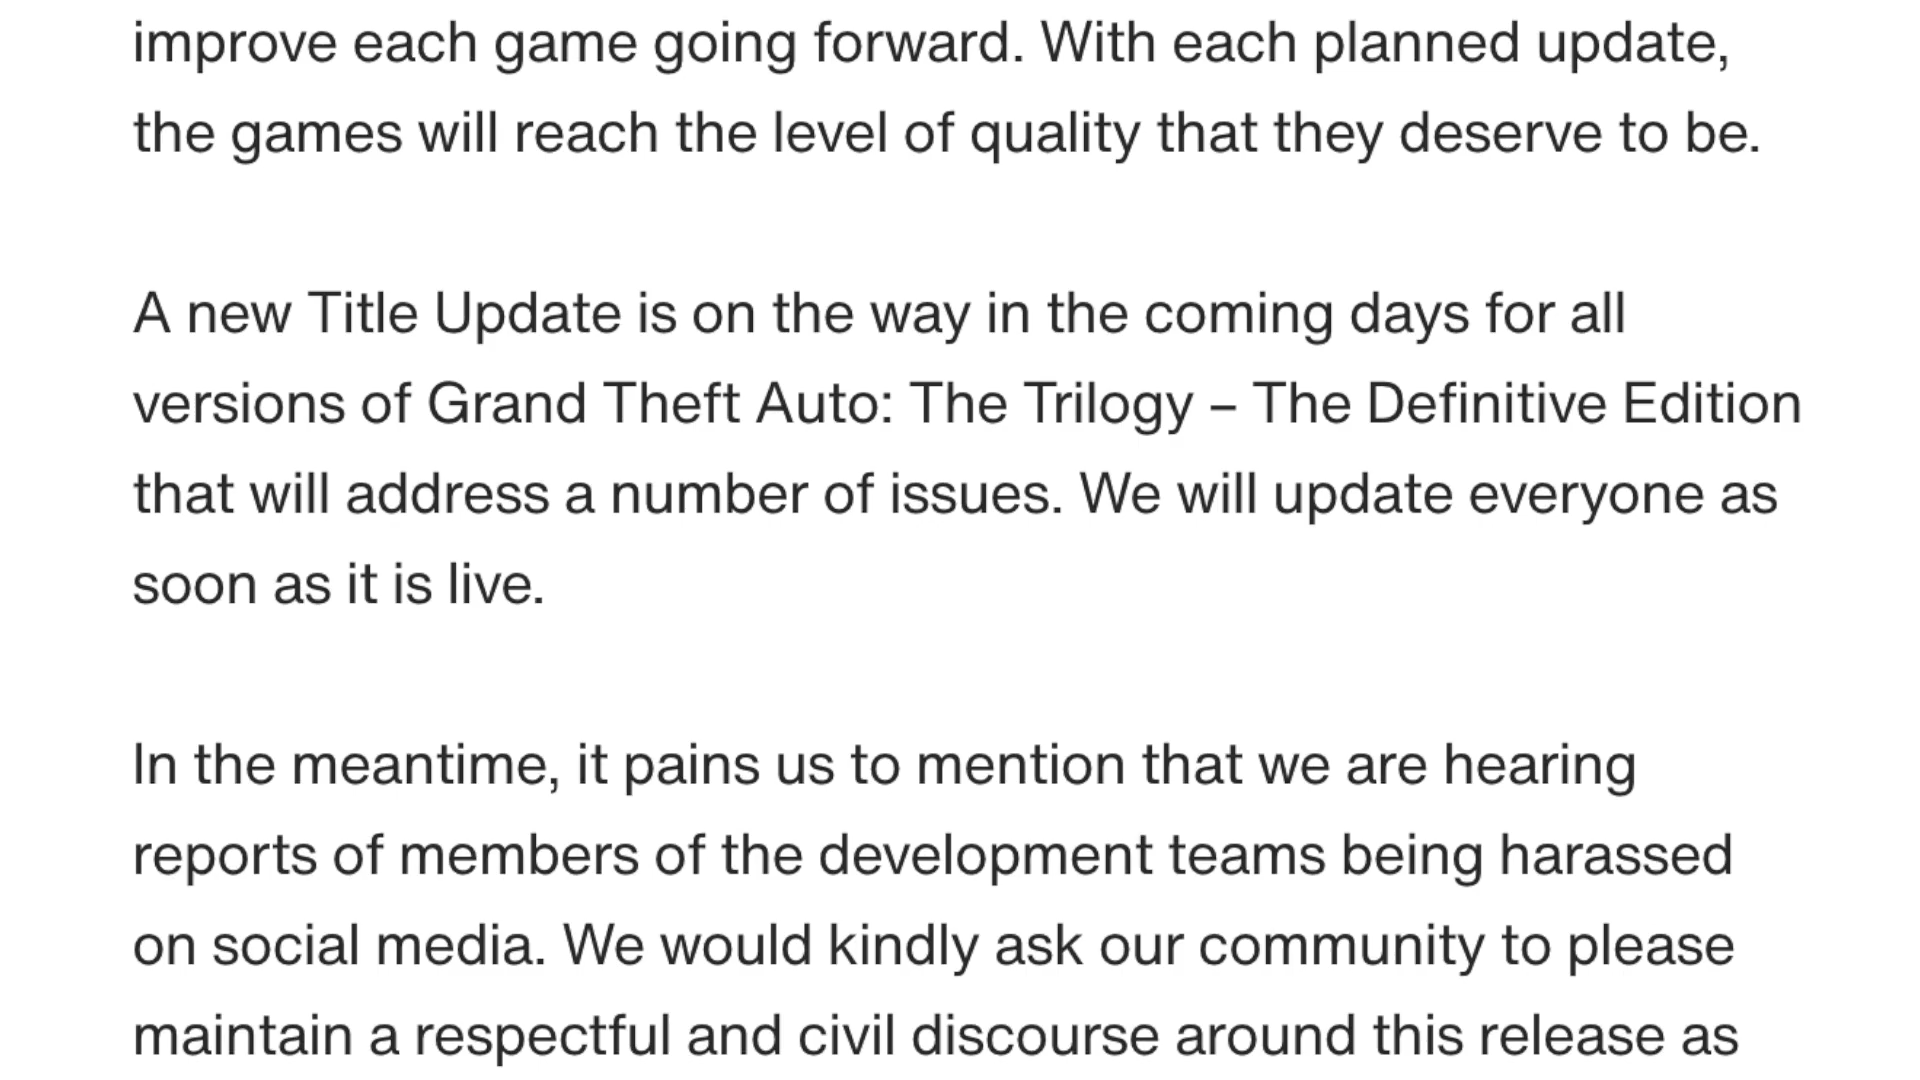 improve each game going forward. With each planned update,
the games will reach the level of quality that they deserve to be.
A new Title Update is on the way in the coming days for all
versions of Grand Theft Auto: The Trilogy – The Definitive Edition
that will address a number of issues. We will update everyone as
soon as it is live.
In the meantime, it pains us to mention that we are hearing
reports of members of the development teams being harassed
on social media. We would kindly ask our community to please
maintain a respectful and civil discourse around this release as